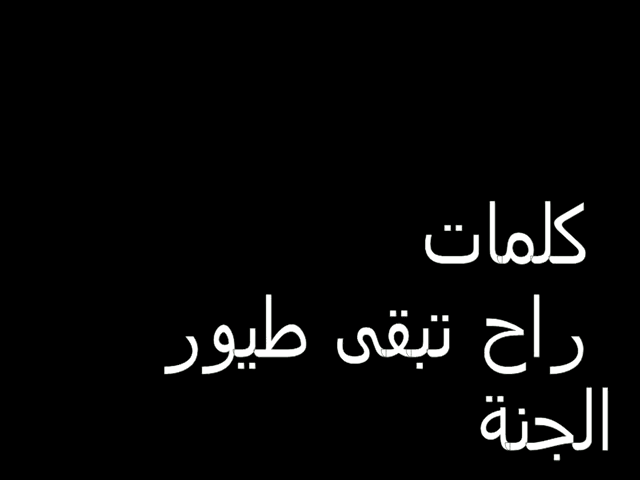 كلمات
راح تبقى طيور
الجنة